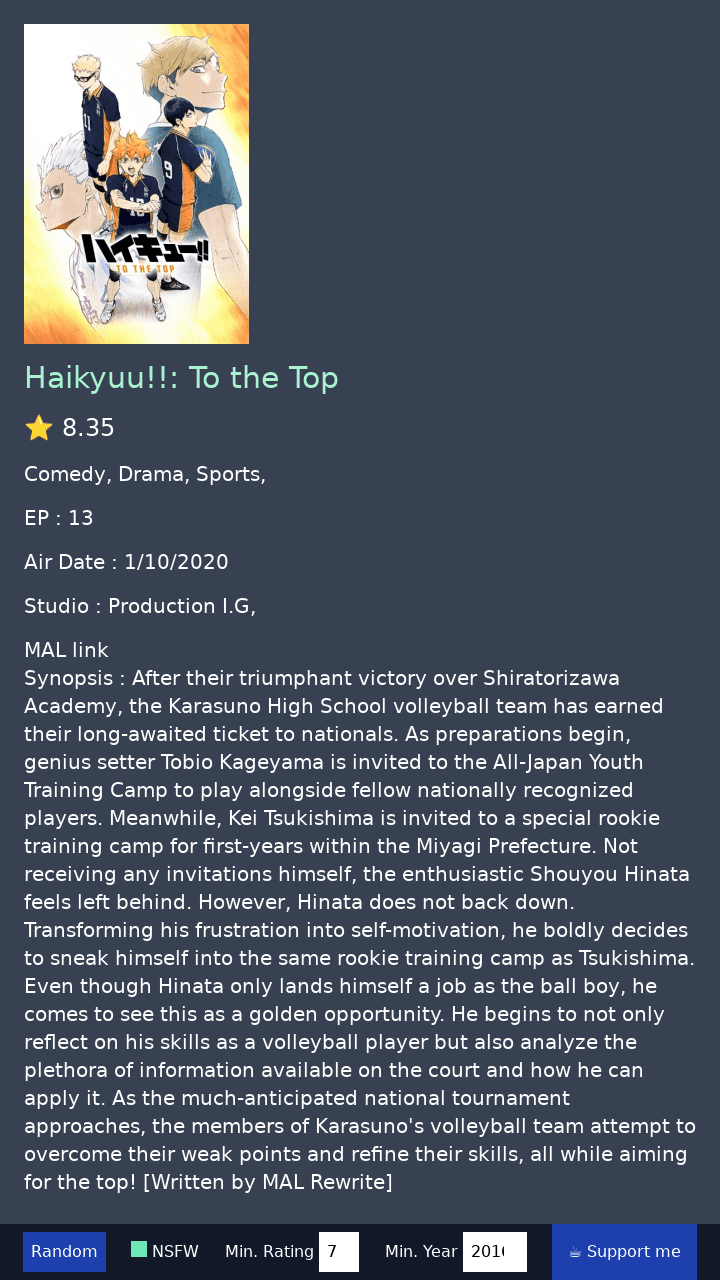 11
9
10
ハイキュー!!
TO THE TOP
Haikyuu!!: To the Top
⭐ 8.35
Comedy, Drama, Sports,
EP : 13
Air Date : 1/10/2020
Studio : Production I.G,
MAL link
Synopsis : After their triumphant victory over Shiratorizawa
Academy, the Karasuno High School volleyball team has earned
their long-awaited ticket to nationals. As preparations begin,
genius setter Tobio Kageyama is invited to the All-Japan Youth
Training Camp to play alongside fellow nationally recognized
players. Meanwhile, Kei Tsukishima is invited to a special rookie
training camp for first-years within the Miyagi Prefecture. Not
receiving any invitations himself, the enthusiastic Shouyou Hinata
feels left behind. However, Hinata does not back down.
Transforming his frustration into self-motivation, he boldly decides
to sneak himself into the same rookie training camp as Tsukishima.
Even though Hinata only lands himself a job as the ball boy, he
comes to see this as a golden opportunity. He begins to not only
reflect on his skills as a volleyball player but also analyze the
plethora of information available on the court and how he can
apply it. As the much-anticipated national tournament
approaches, the members of Karasuno's volleyball team attempt to
overcome their weak points and refine their skills, all while aiming
for the top! [Written by MAL Rewrite]
Random NSFW Min. Rating 7 Min. Year 201 ☕ Support me